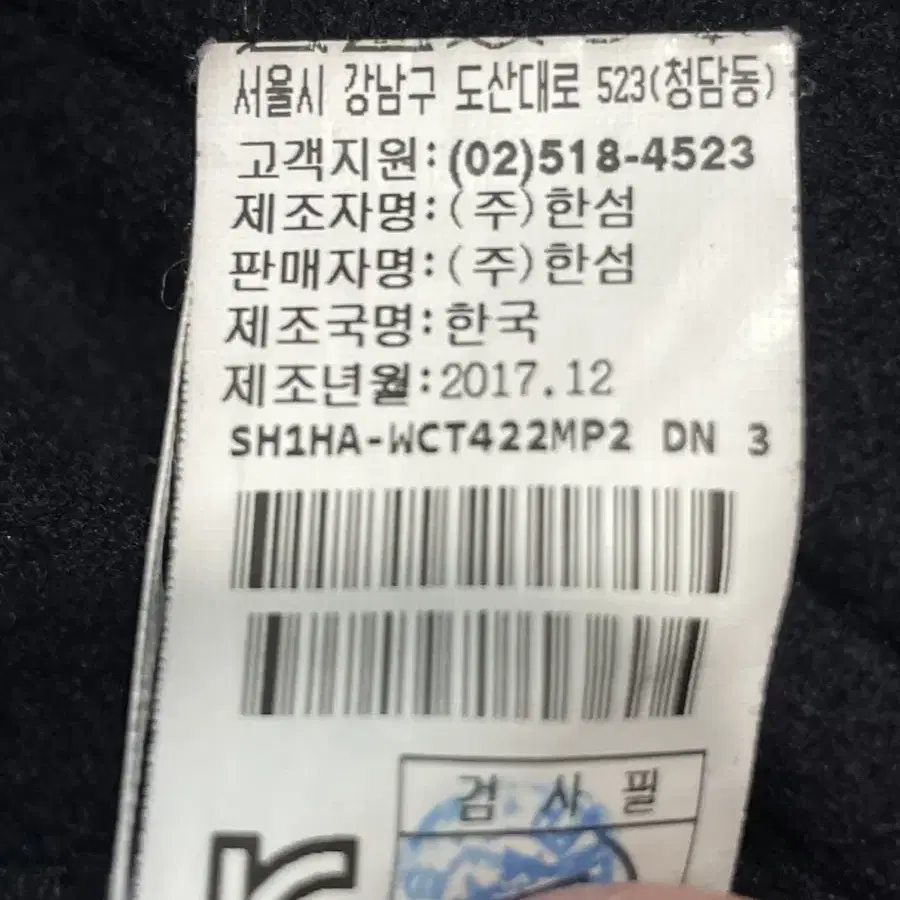 서울시 강남구 도산대로 523(청담동)
고객지원:(02)518-4523
제조자명:(주)한섬
판매자명:(주)한섬
제조국명:한국
제조년월:2017.12
SH1HA-WCT422MP2 DN 3
검 사 필